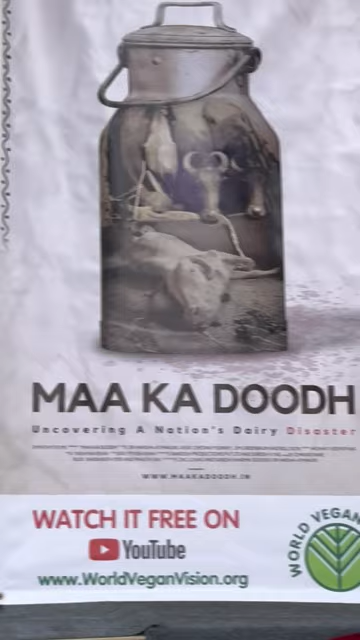 MAA KA DOODH
Uncovering A Nation's Dairy Disaster
WWW.MAAKADOODH.IN
WATCH IT FREE ON
YouTube
www.WorldVeganVision.org
WORLD VEGAN